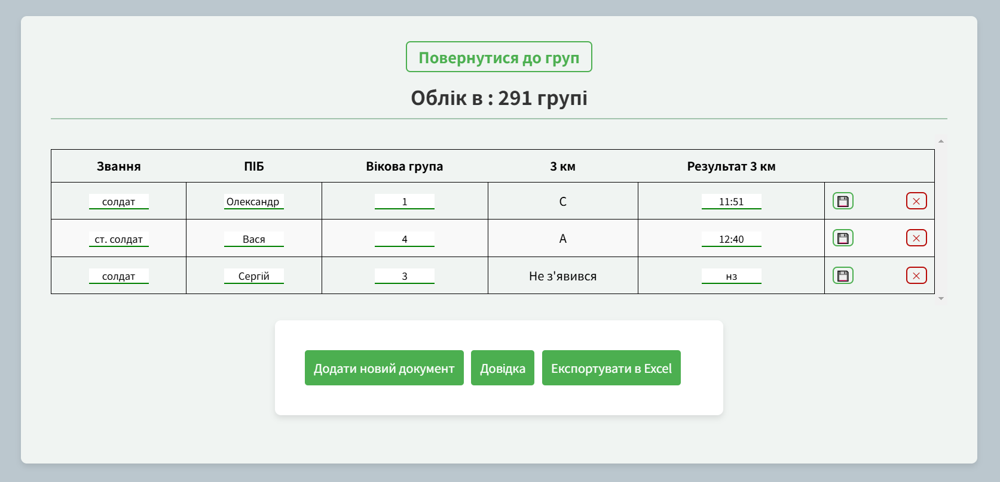 Повернутися до груп
Облік в : 291 групі
Звання ПІБ Вікова група 3 км Результат 3 км
солдат Олександр 1 С 11:51
ст. солдат Вася 4 А 12:40
солдат Сергій 3 Не з'явився нз
Додати новий документ Довідка Експортувати в Excel